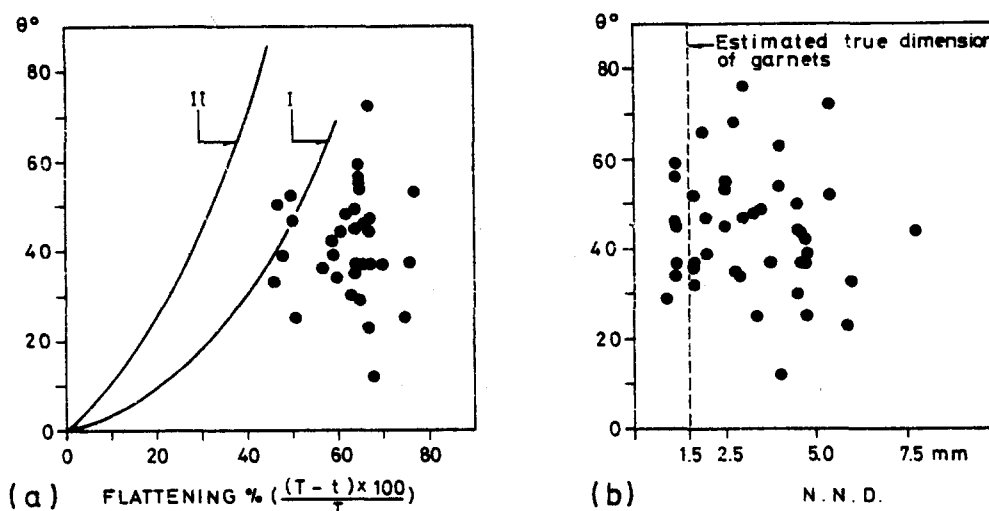 θ°
80
60
40
20
0
It
I
0 20 40 60 80
(a) FLATTENING % ((T - t) × 100 / T)
θ°
80
60
40
20
0
Estimated true dimension
of garnets
1.5 2.5 5.0 7.5 mm
(b) N.N.D.